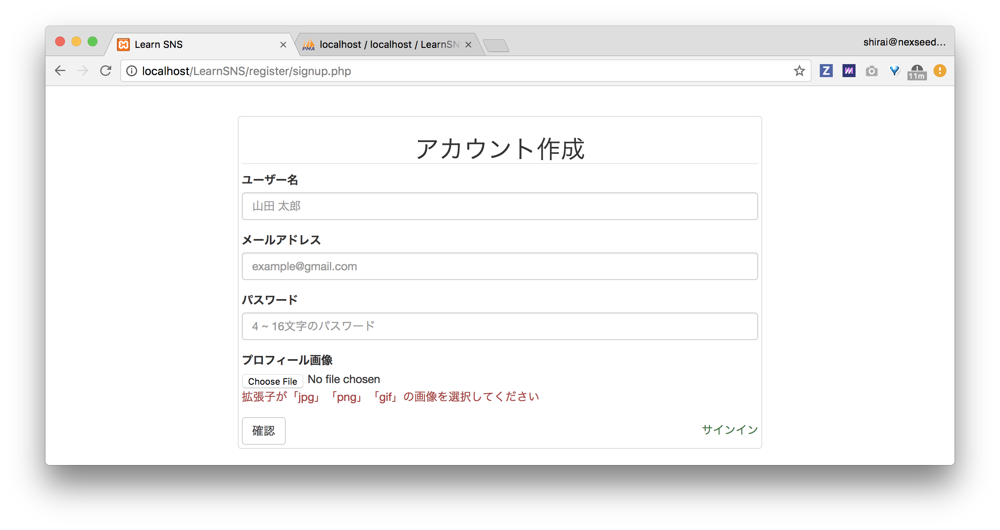 Learn SNS
localhost / localhost / LearnSN
shirai@nexseed...
localhost/LearnSNS/register/signup.php
Z
11m
アカウント作成
ユーザー名
山田 太郎
メールアドレス
example@gmail.com
パスワード
4 ~ 16文字のパスワード
プロフィール画像
Choose File No file chosen
拡張子が「jpg」「png」「gif」の画像を選択してください
確認 サインイン
PMA